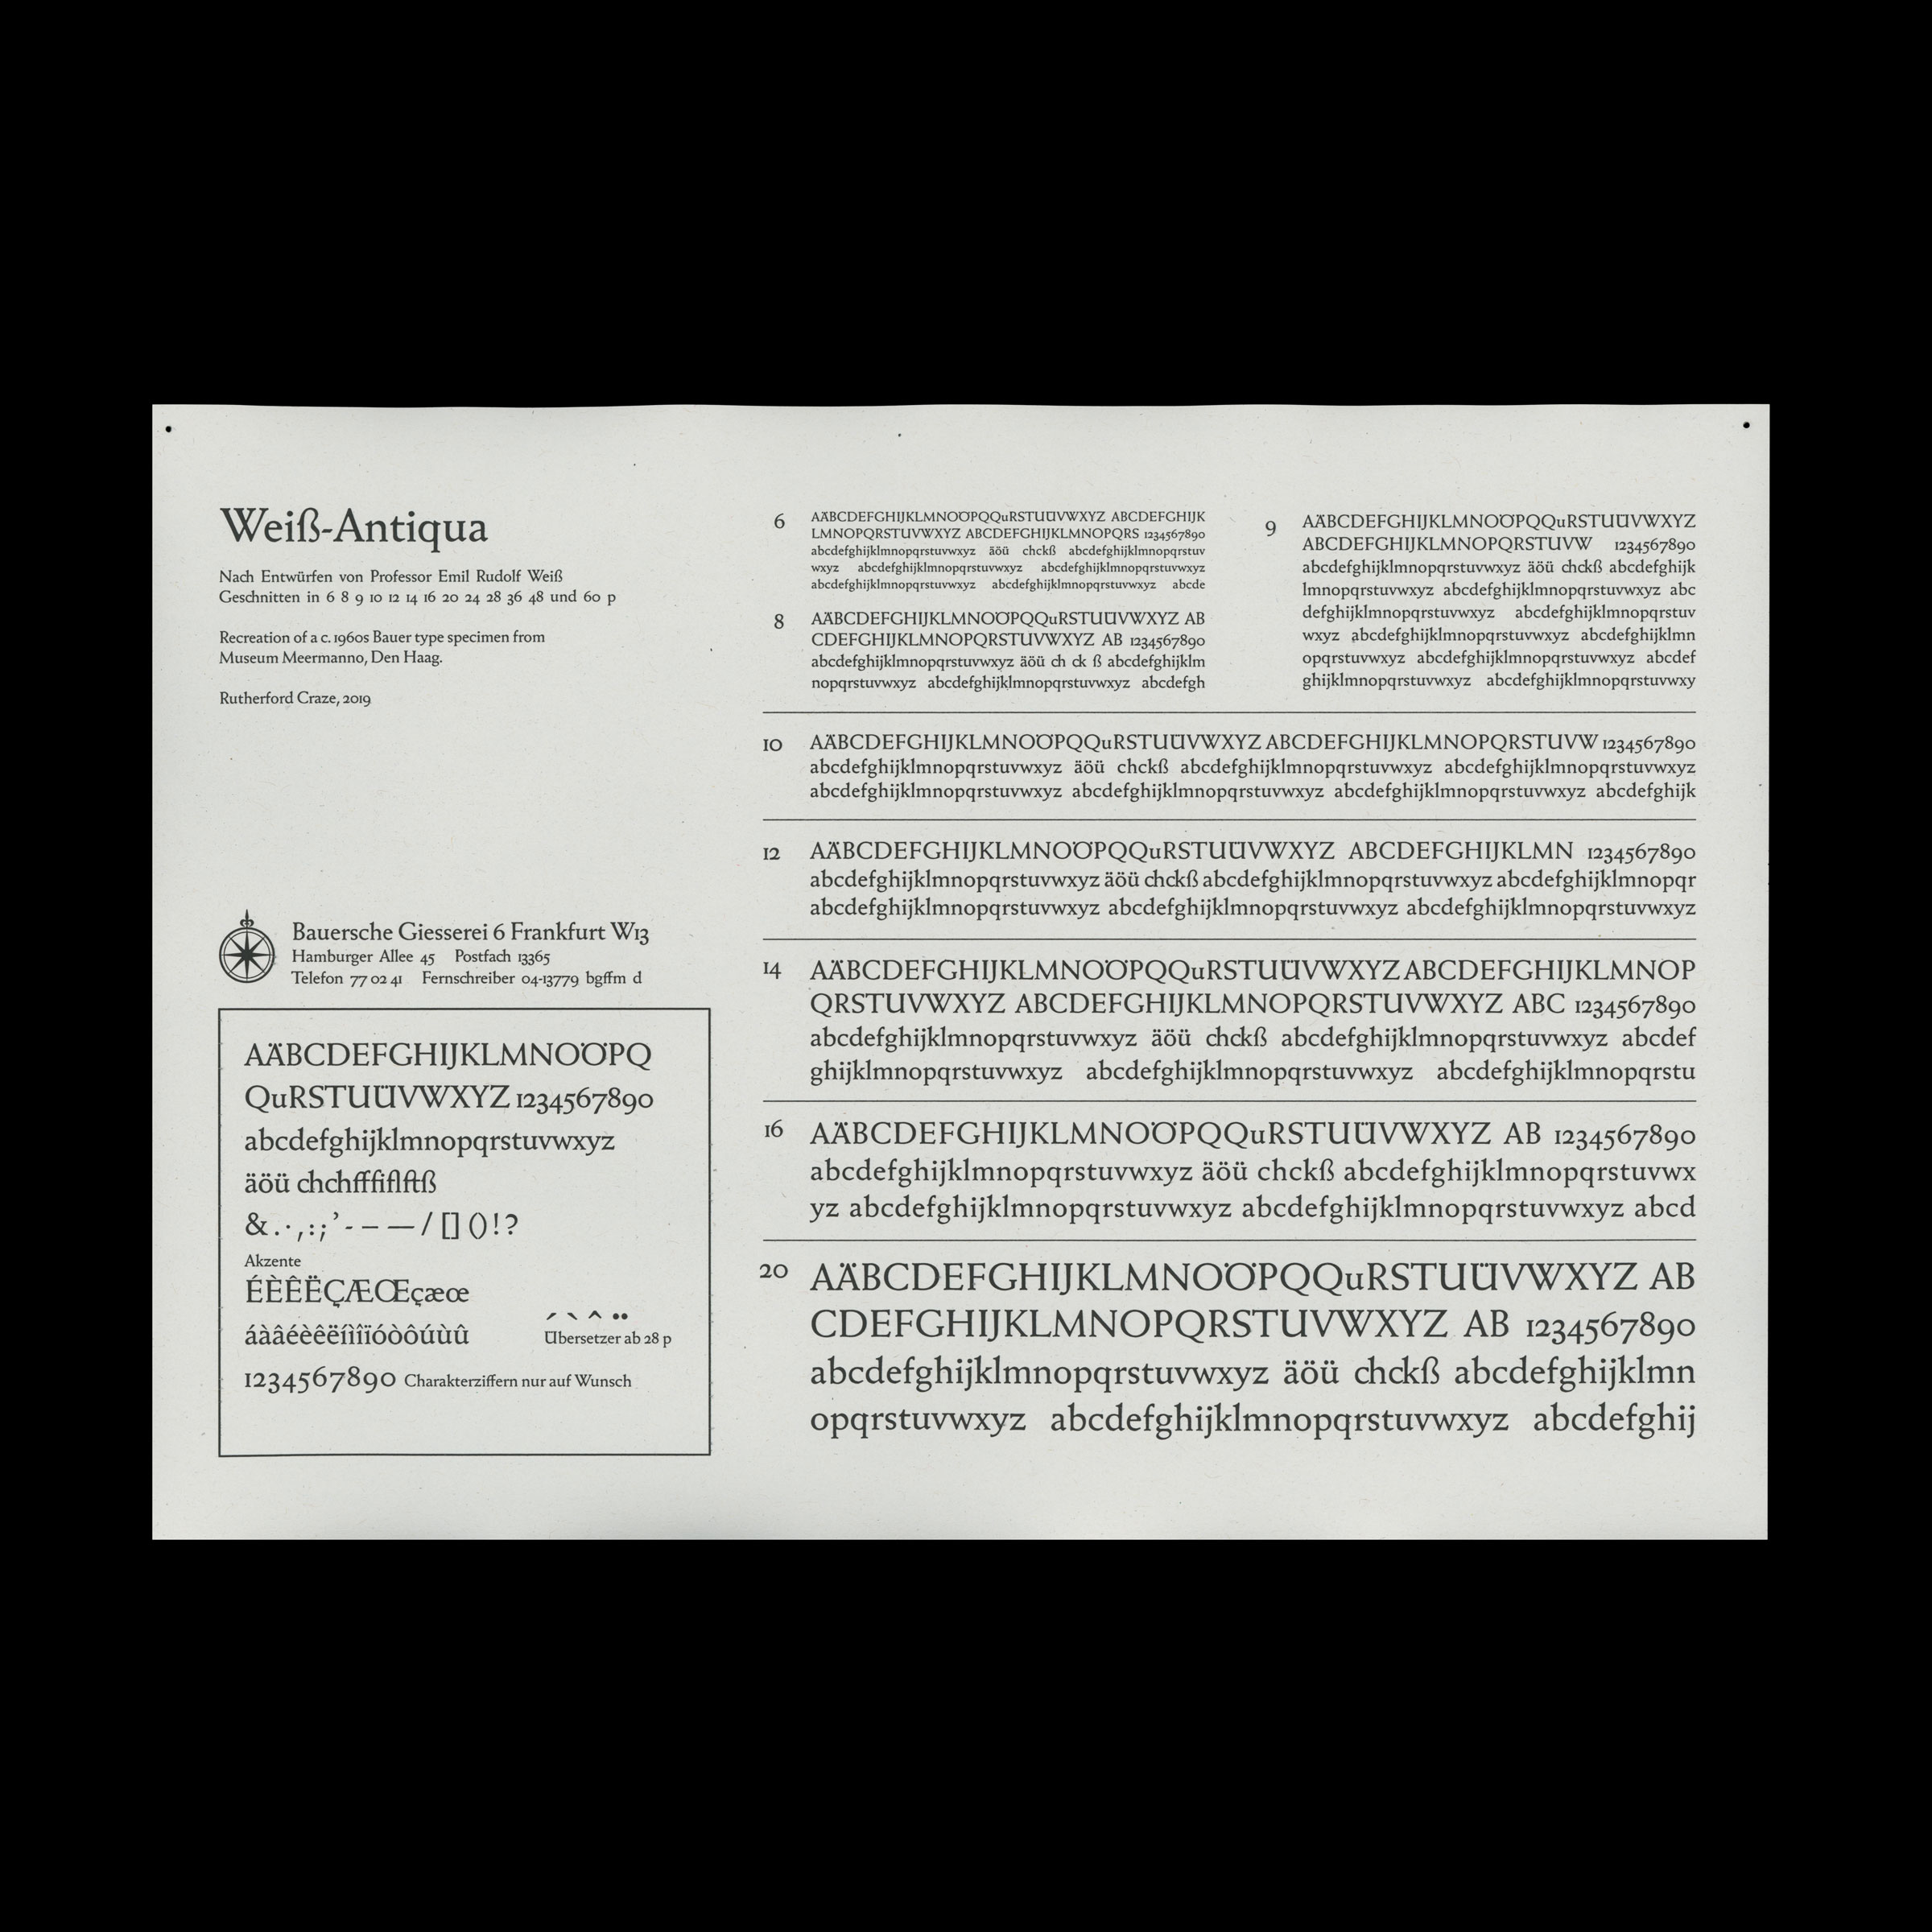 Weiß-Antiqua
Nach Entwürfen von Professor Emil Rudolf Weiß
Geschnitten in 6 8 9 10 12 14 16 20 24 28 36 48 und 60 p
Recreation of a c. 1960s Bauer type specimen from
Museum Meermanno, Den Haag.
Rutherford Craze, 2019
Bauersche Giesserei 6 Frankfurt W13
Hamburger Allee 45 Postfach 13365
Telefon 77 02 41 Fernschreiber 04-13779 bgffm d
AÄBCDEFGHIJKLMNOÖPQ
QuRSTUÜVWXYZ 1234567890
abcdefghijklmnopqrstuvwxyz
äöü chchfffiflftß
& . · , : ; ’ - – — / [] () ! ?
Akzente
ÉÈÊËÇÆŒçæœ
áàâéèêëíìîïóòôúùû
´ ` ^ ¨
Übersetzer ab 28 p
1234567890 Charakterziffern nur auf Wunsch
6
AÄBCDEFGHIJKLMNOÖPQQuRSTUÜVWXYZ ABCDEFGHIJK
LMNOPQRSTUVWXYZ ABCDEFGHIJKLMNOPQRS 1234567890
abcdefghijklmnopqrstuvwxyz äöü chckß abcdefghijklmnopqrstuv
wxyz abcdefghijklmnopqrstuvwxyz abcdefghijklmnopqrstuvwxyz
abcdefghijklmnopqrstuvwxyz abcdefghijklmnopqrstuvwxyz abcde
8
AÄBCDEFGHIJKLMNOÖPQQuRSTUÜVWXYZ AB
CDEFGHIJKLMNOPQRSTUVWXYZ AB 1234567890
abcdefghijklmnopqrstuvwxyz äöü ch ck ß abcdefghijklm
nopqrstuvwxyz abcdefghijklmnopqrstuvwxyz abcdefgh
9
AÄBCDEFGHIJKLMNOÖPQQuRSTUÜVWXYZ
ABCDEFGHIJKLMNOPQRSTUVW 1234567890
abcdefghijklmnopqrstuvwxyz äöü chckß abcdefghijk
lmnopqrstuvwxyz abcdefghijklmnopqrstuvwxyz abc
defghijklmnopqrstuvwxyz abcdefghijklmnopqrstuv
wxyz abcdefghijklmnopqrstuvwxyz abcdefghijklmn
opqrstuvwxyz abcdefghijklmnopqrstuvwxyz abcdef
ghijklmnopqrstuvwxyz abcdefghijklmnopqrstuvwxy
10
AÄBCDEFGHIJKLMNOÖPQQuRSTUÜVWXYZ ABCDEFGHIJKLMNOPQRSTUVW 1234567890
abcdefghijklmnopqrstuvwxyz äöü chckß abcdefghijklmnopqrstuvwxyz abcdefghijklmnopqrstuvwxyz
abcdefghijklmnopqrstuvwxyz abcdefghijklmnopqrstuvwxyz abcdefghijklmnopqrstuvwxyz abcdefghijk
12
AÄBCDEFGHIJKLMNOÖPQQuRSTUÜVWXYZ ABCDEFGHIJKLMN 1234567890
abcdefghijklmnopqrstuvwxyz äöü chckß abcdefghijklmnopqrstuvwxyz abcdefghijklmnopqr
abcdefghijklmnopqrstuvwxyz abcdefghijklmnopqrstuvwxyz abcdefghijklmnopqrstuvwxyz
14
AÄBCDEFGHIJKLMNOÖPQQuRSTUÜVWXYZ ABCDEFGHIJKLMNOP
QRSTUVWXYZ ABCDEFGHIJKLMNOPQRSTUVWXYZ ABC 1234567890
abcdefghijklmnopqrstuvwxyz äöü chckß abcdefghijklmnopqrstuvwxyz abcdef
ghijklmnopqrstuvwxyz abcdefghijklmnopqrstuvwxyz abcdefghijklmnopqrstu
16
AÄBCDEFGHIJKLMNOÖPQQuRSTUÜVWXYZ AB 1234567890
abcdefghijklmnopqrstuvwxyz äöü chckß abcdefghijklmnopqrstuvwx
yz abcdefghijklmnopqrstuvwxyz abcdefghijklmnopqrstuvwxyz abcd
20
AÄBCDEFGHIJKLMNOÖPQQuRSTUÜVWXYZ AB
CDEFGHIJKLMNOPQRSTUVWXYZ AB 1234567890
abcdefghijklmnopqrstuvwxyz äöü chckß abcdefghijklmn
opqrstuvwxyz abcdefghijklmnopqrstuvwxyz abcdefghij